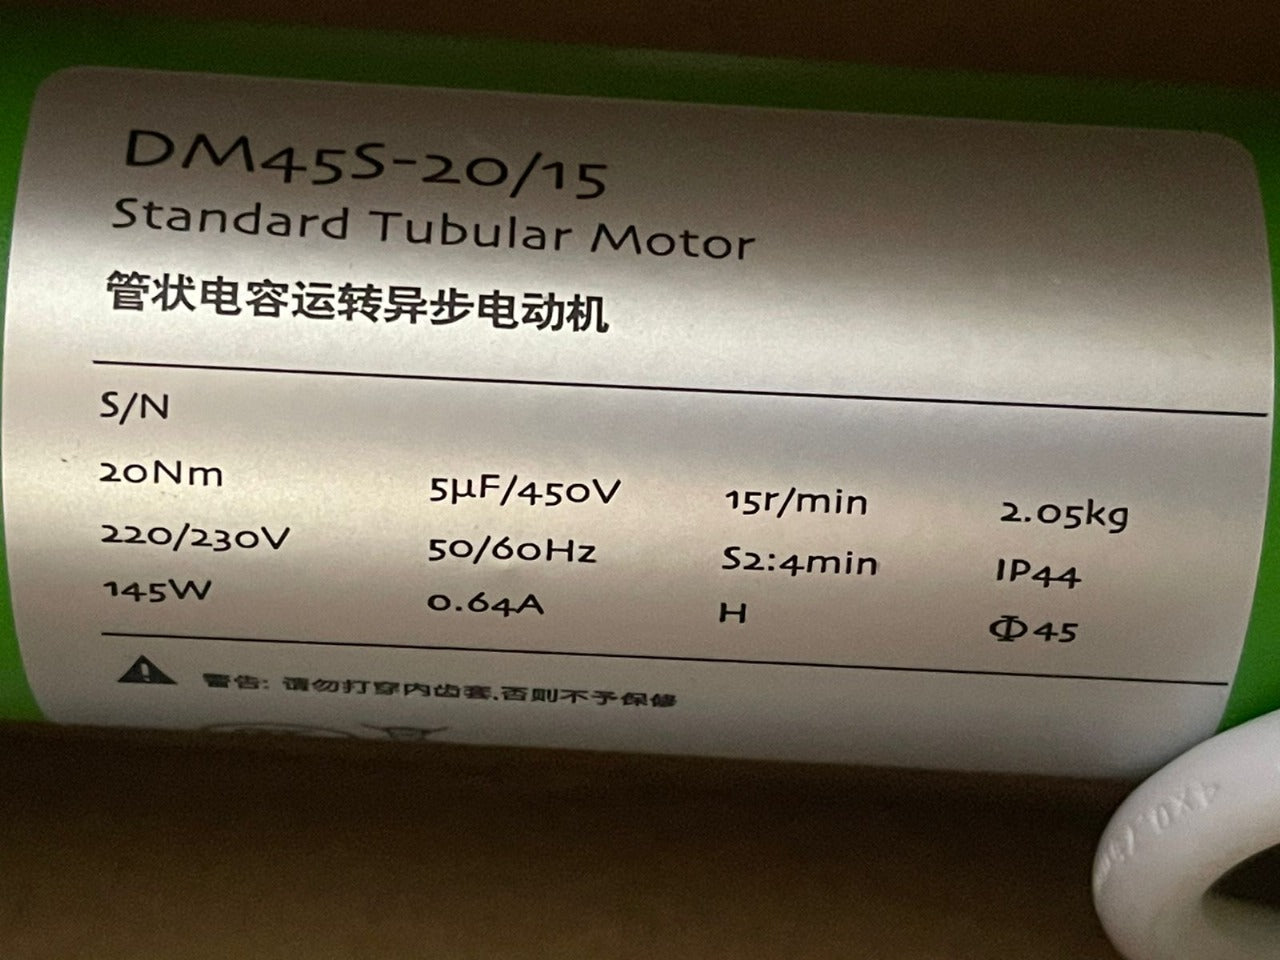 DM45S-20/15
Standard Tubular Motor
管状电容运转异步电动机
S/N
20Nm 5μF/450V 15r/min 2.05kg
220/230V 50/60Hz S2:4min IP44
145W 0.64A H Φ45
警告: 请勿打穿内齿套,否则不予保修